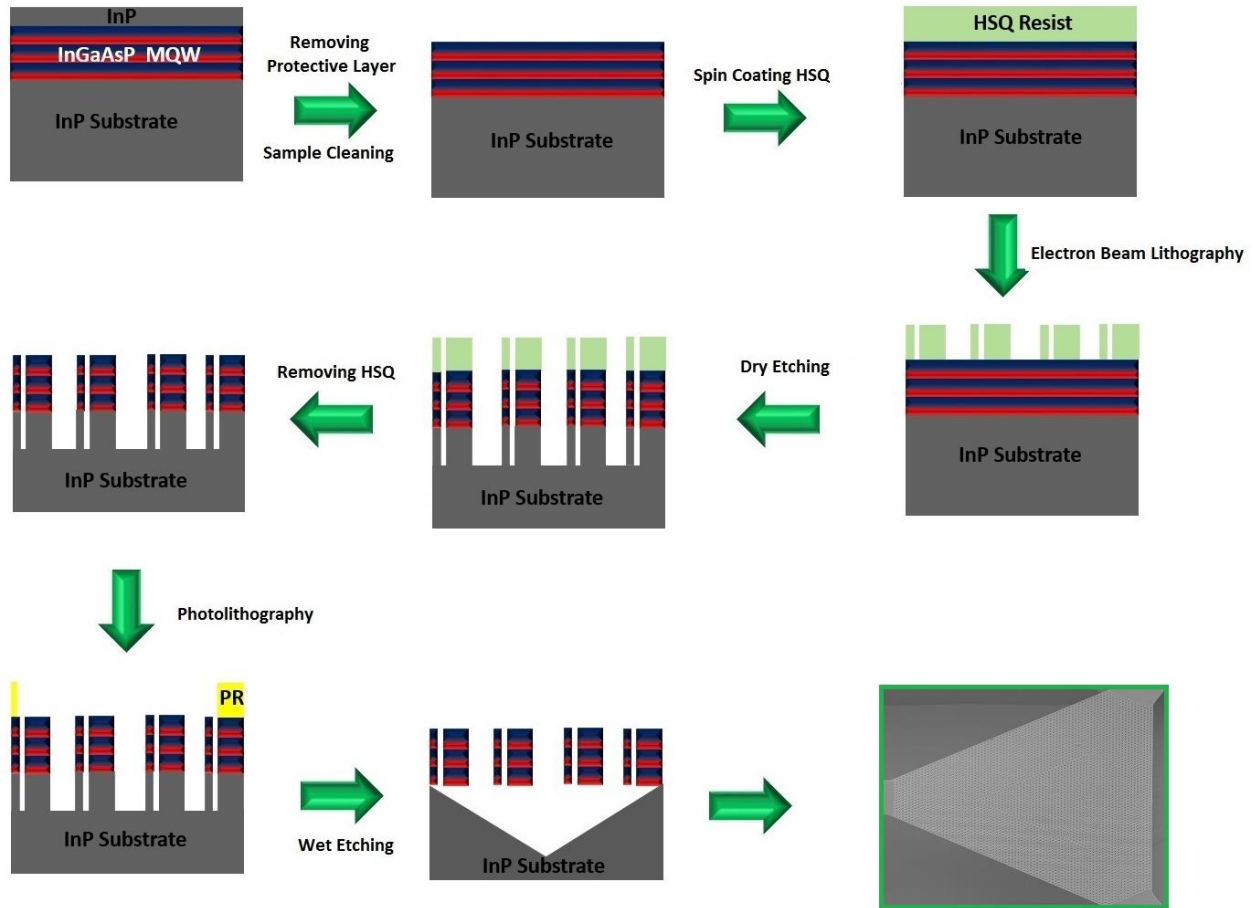 InP
InGaAsP MQW
InP Substrate
Removing
Protective Layer
Sample Cleaning
InP Substrate
Spin Coating HSQ
HSQ Resist
InP Substrate
Electron Beam Lithography
InP Substrate
Dry Etching
InP Substrate
Removing HSQ
InP Substrate
Photolithography
PR
InP Substrate
Wet Etching
InP Substrate